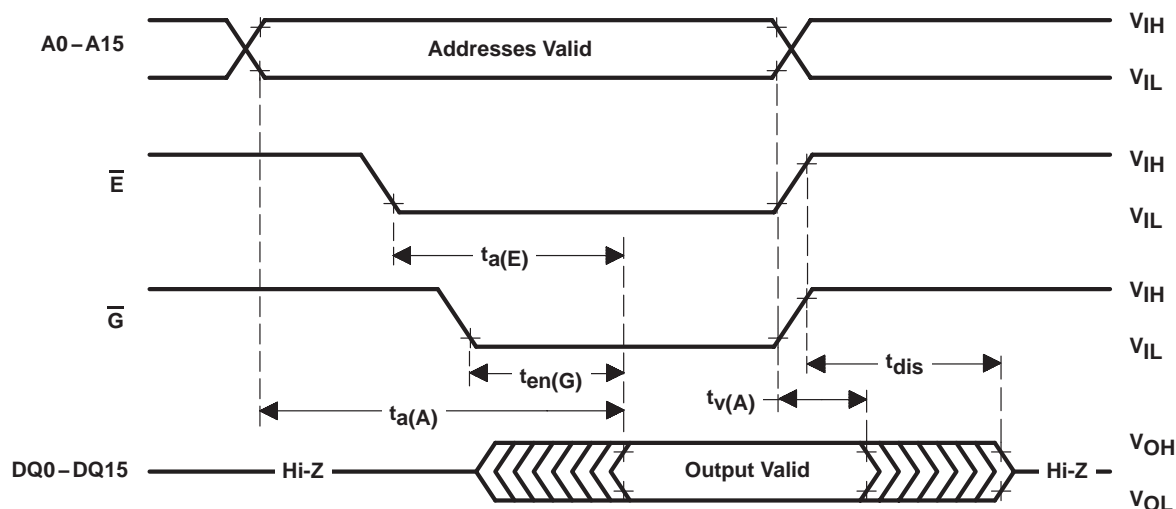 A0–A15
Addresses Valid
VIH
VIL
E
VIH
VIL
ta(E)
G
VIH
VIL
ten(G)
tdis
ta(A)
tv(A)
DQ0–DQ15
Hi-Z
Output Valid
Hi-Z
VOH
VOL